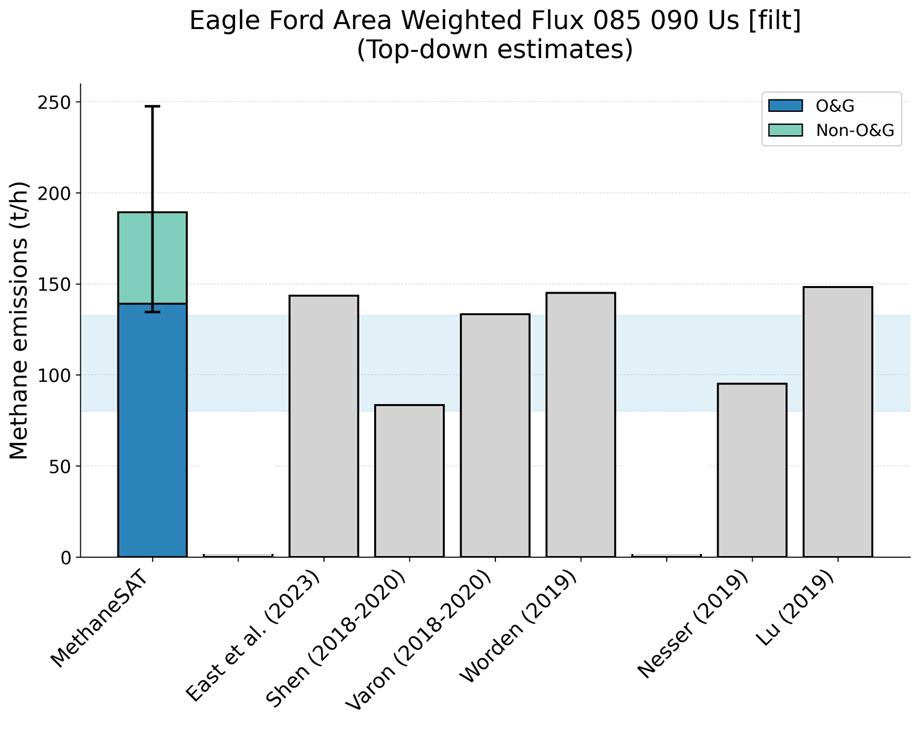 Eagle Ford Area Weighted Flux 085 090 Us [filt]
(Top-down estimates)
Methane emissions (t/h)
250
200
150
100
50
0
O&G
Non-O&G
MethaneSAT
East et al. (2023)
Shen (2018-2020)
Varon (2018-2020)
Worden (2019)
Nesser (2019)
Lu (2019)